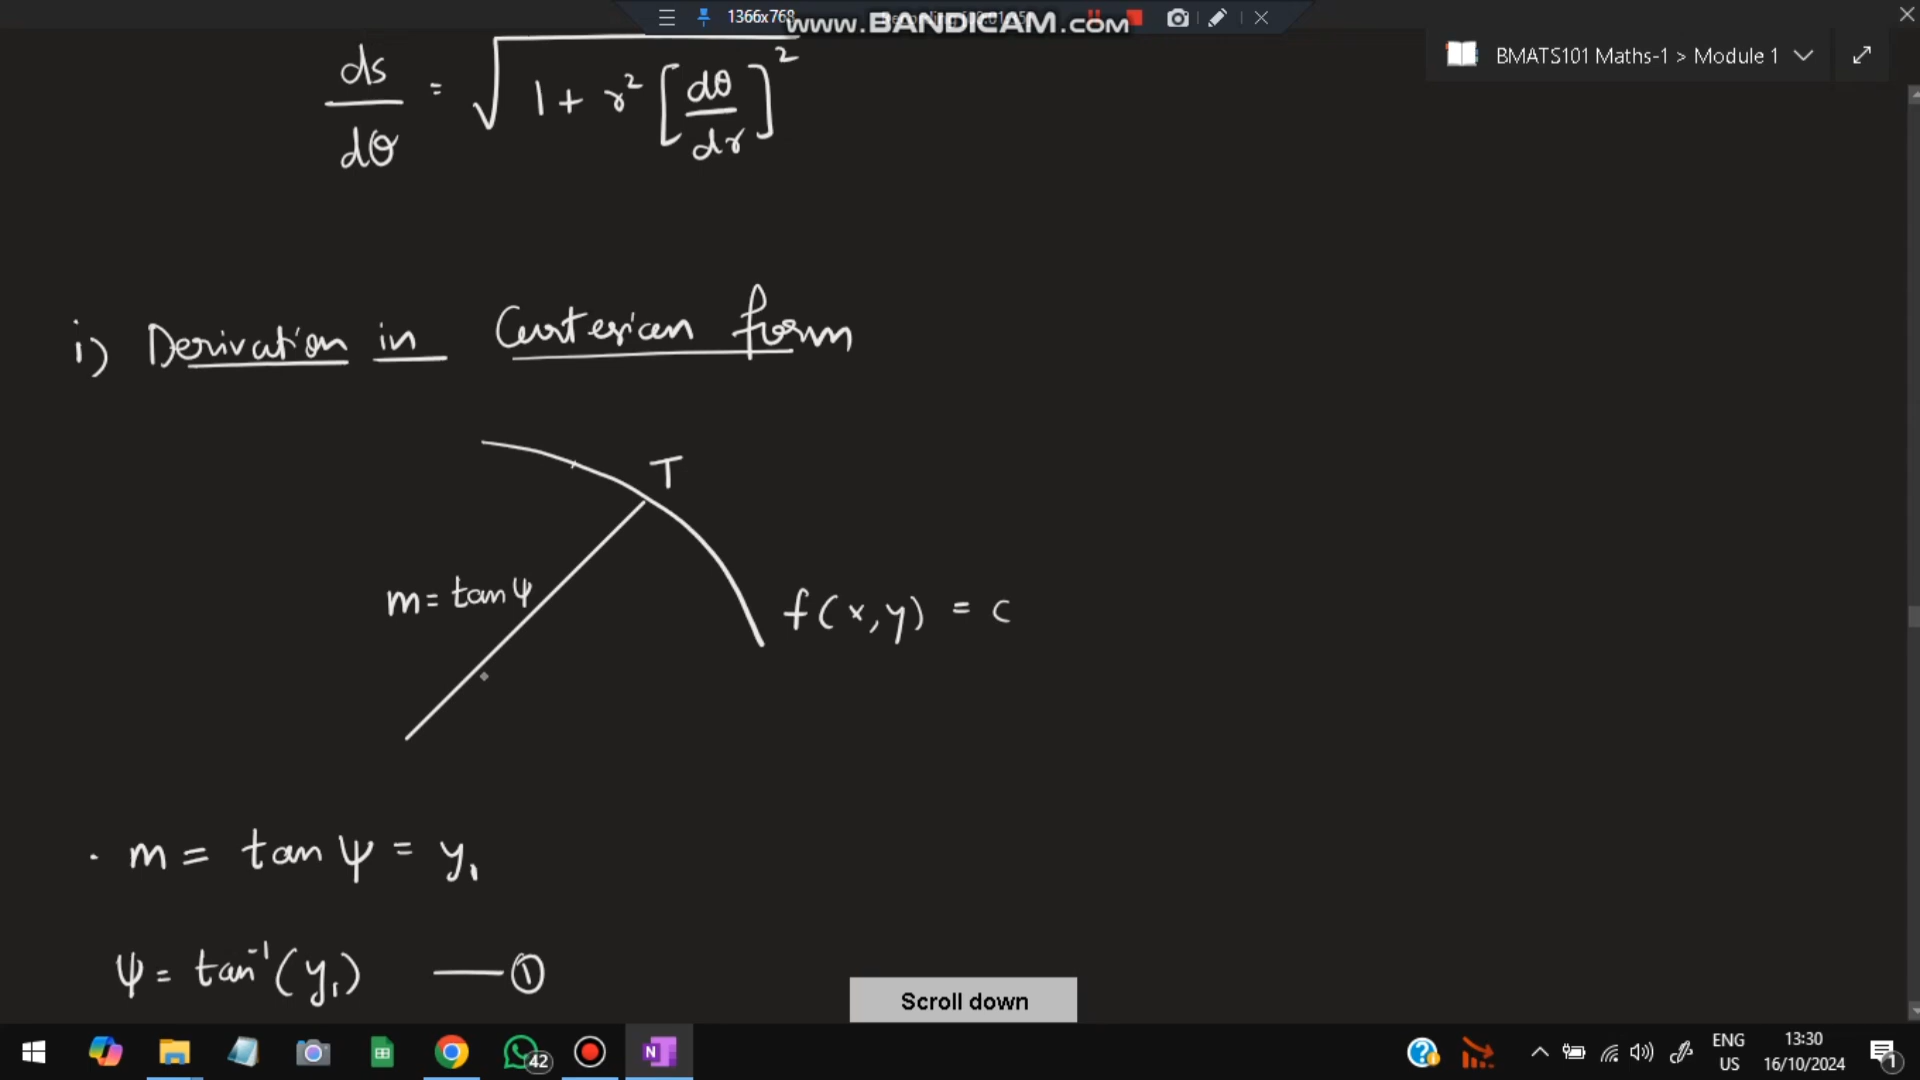 1366x768
www.BANDICAM.com
BMATS101 Maths-1 > Module 1
ds/dθ = √(1 + r² [dθ/dr]²)
i) Derivation in Cartesian form
T
m = tan ψ
f(x,y) = c
· m = tan ψ = y₁
ψ = tan⁻¹(y₁) —— ①
Scroll down
42
N
ENG
US
13:30
16/10/2024
1